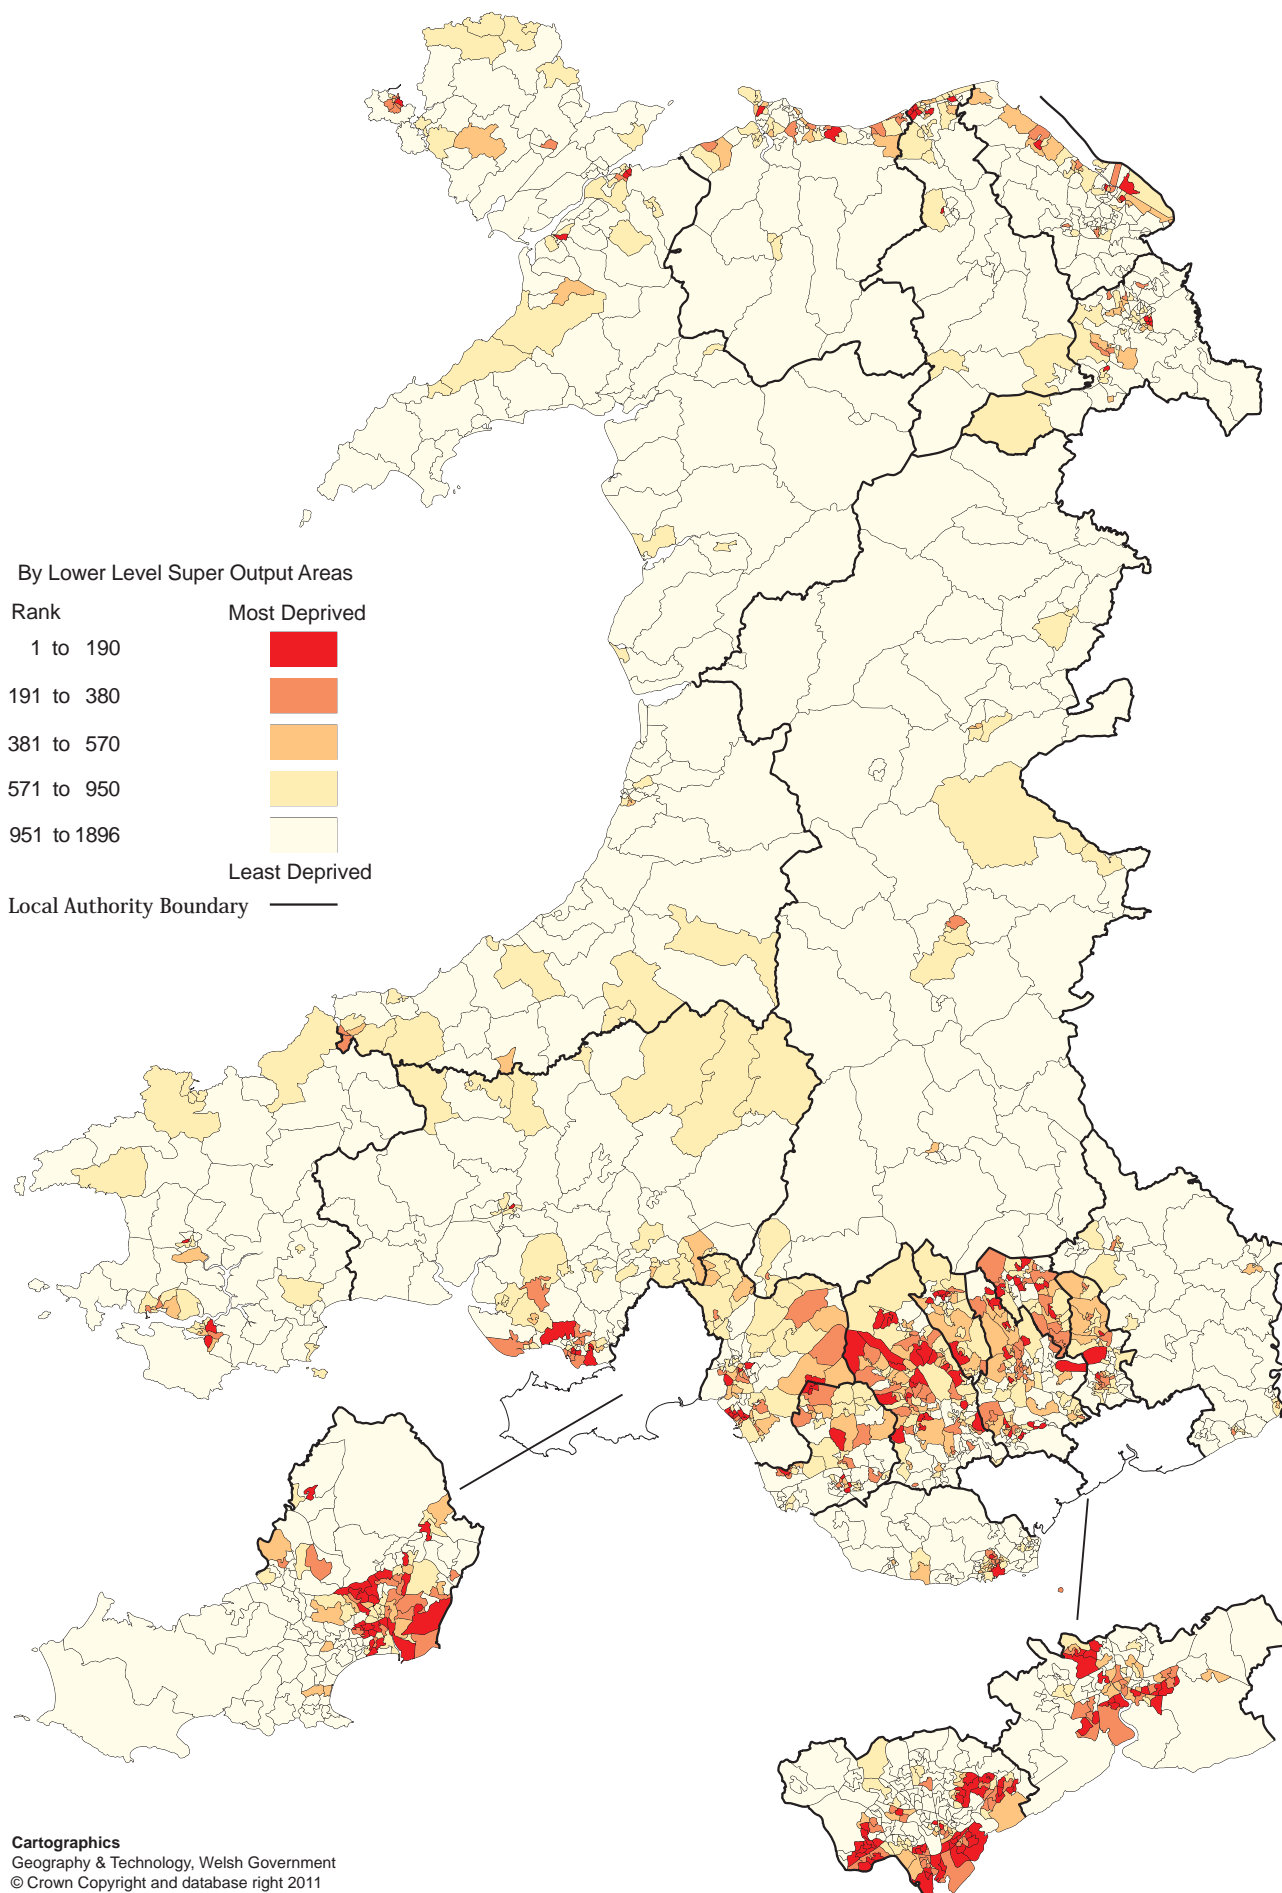 By Lower Level Super Output Areas
Rank Most Deprived
1 to 190
191 to 380
381 to 570
571 to 950
951 to 1896
Least Deprived
Local Authority Boundary
Cartographics
Geography & Technology, Welsh Government
© Crown Copyright and database right 2011